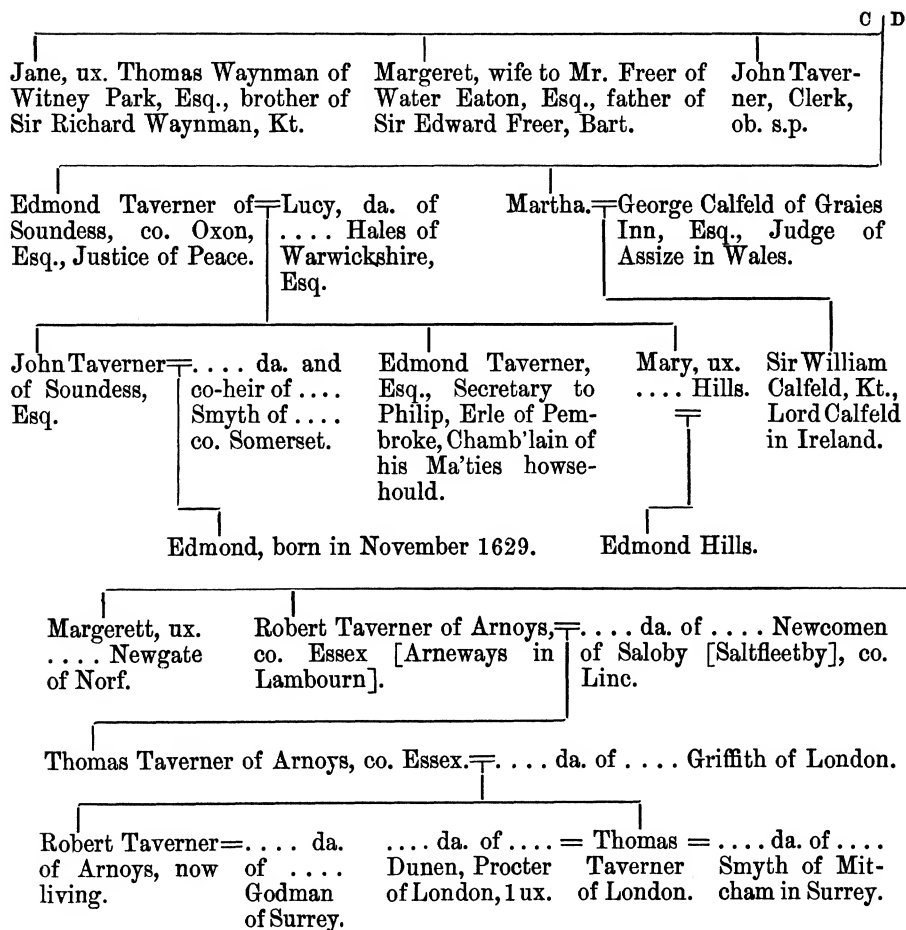 C D
Jane, ux. Thomas Waynman of
Witney Park, Esq., brother of
Sir Richard Waynman, Kt.
Margeret, wife to Mr. Freer of
Water Eaton, Esq., father of
Sir Edward Freer, Bart.
John Taver-
ner, Clerk,
ob. s.p.
Edmond Taverner of
Soundess, co. Oxon,
Esq., Justice of Peace.
Lucy, da. of
.... Hales of
Warwickshire,
Esq.
Martha.
George Calfeld of Graies
Inn, Esq., Judge of
Assize in Wales.
John Taverner
of Soundess,
Esq.
.... da. and
co-heir of ....
Smyth of ....
co. Somerset.
Edmond Taverner,
Esq., Secretary to
Philip, Erle of Pem-
broke, Chamb'lain of
his Ma'ties howse-
hould.
Mary, ux.
.... Hills.
Sir William
Calfeld, Kt.,
Lord Calfeld
in Ireland.
Edmond, born in November 1629.
Edmond Hills.
Margerett, ux.
.... Newgate
of Norf.
Robert Taverner of Arnoys,
co. Essex [Arneways in
Lambourn].
.... da. of .... Newcomen
of Saloby [Saltfleetby], co.
Linc.
Thomas Taverner of Arnoys, co. Essex.
.... da. of .... Griffith of London.
Robert Taverner=
of Arnoys, now
living.
.... da.
of ....
Godman
of Surrey.
.... da. of ....
Dunen, Procter
of London, 1 ux.
= Thomas =
Taverner
of London.
.... da. of ....
Smyth of Mit-
cham in Surrey.